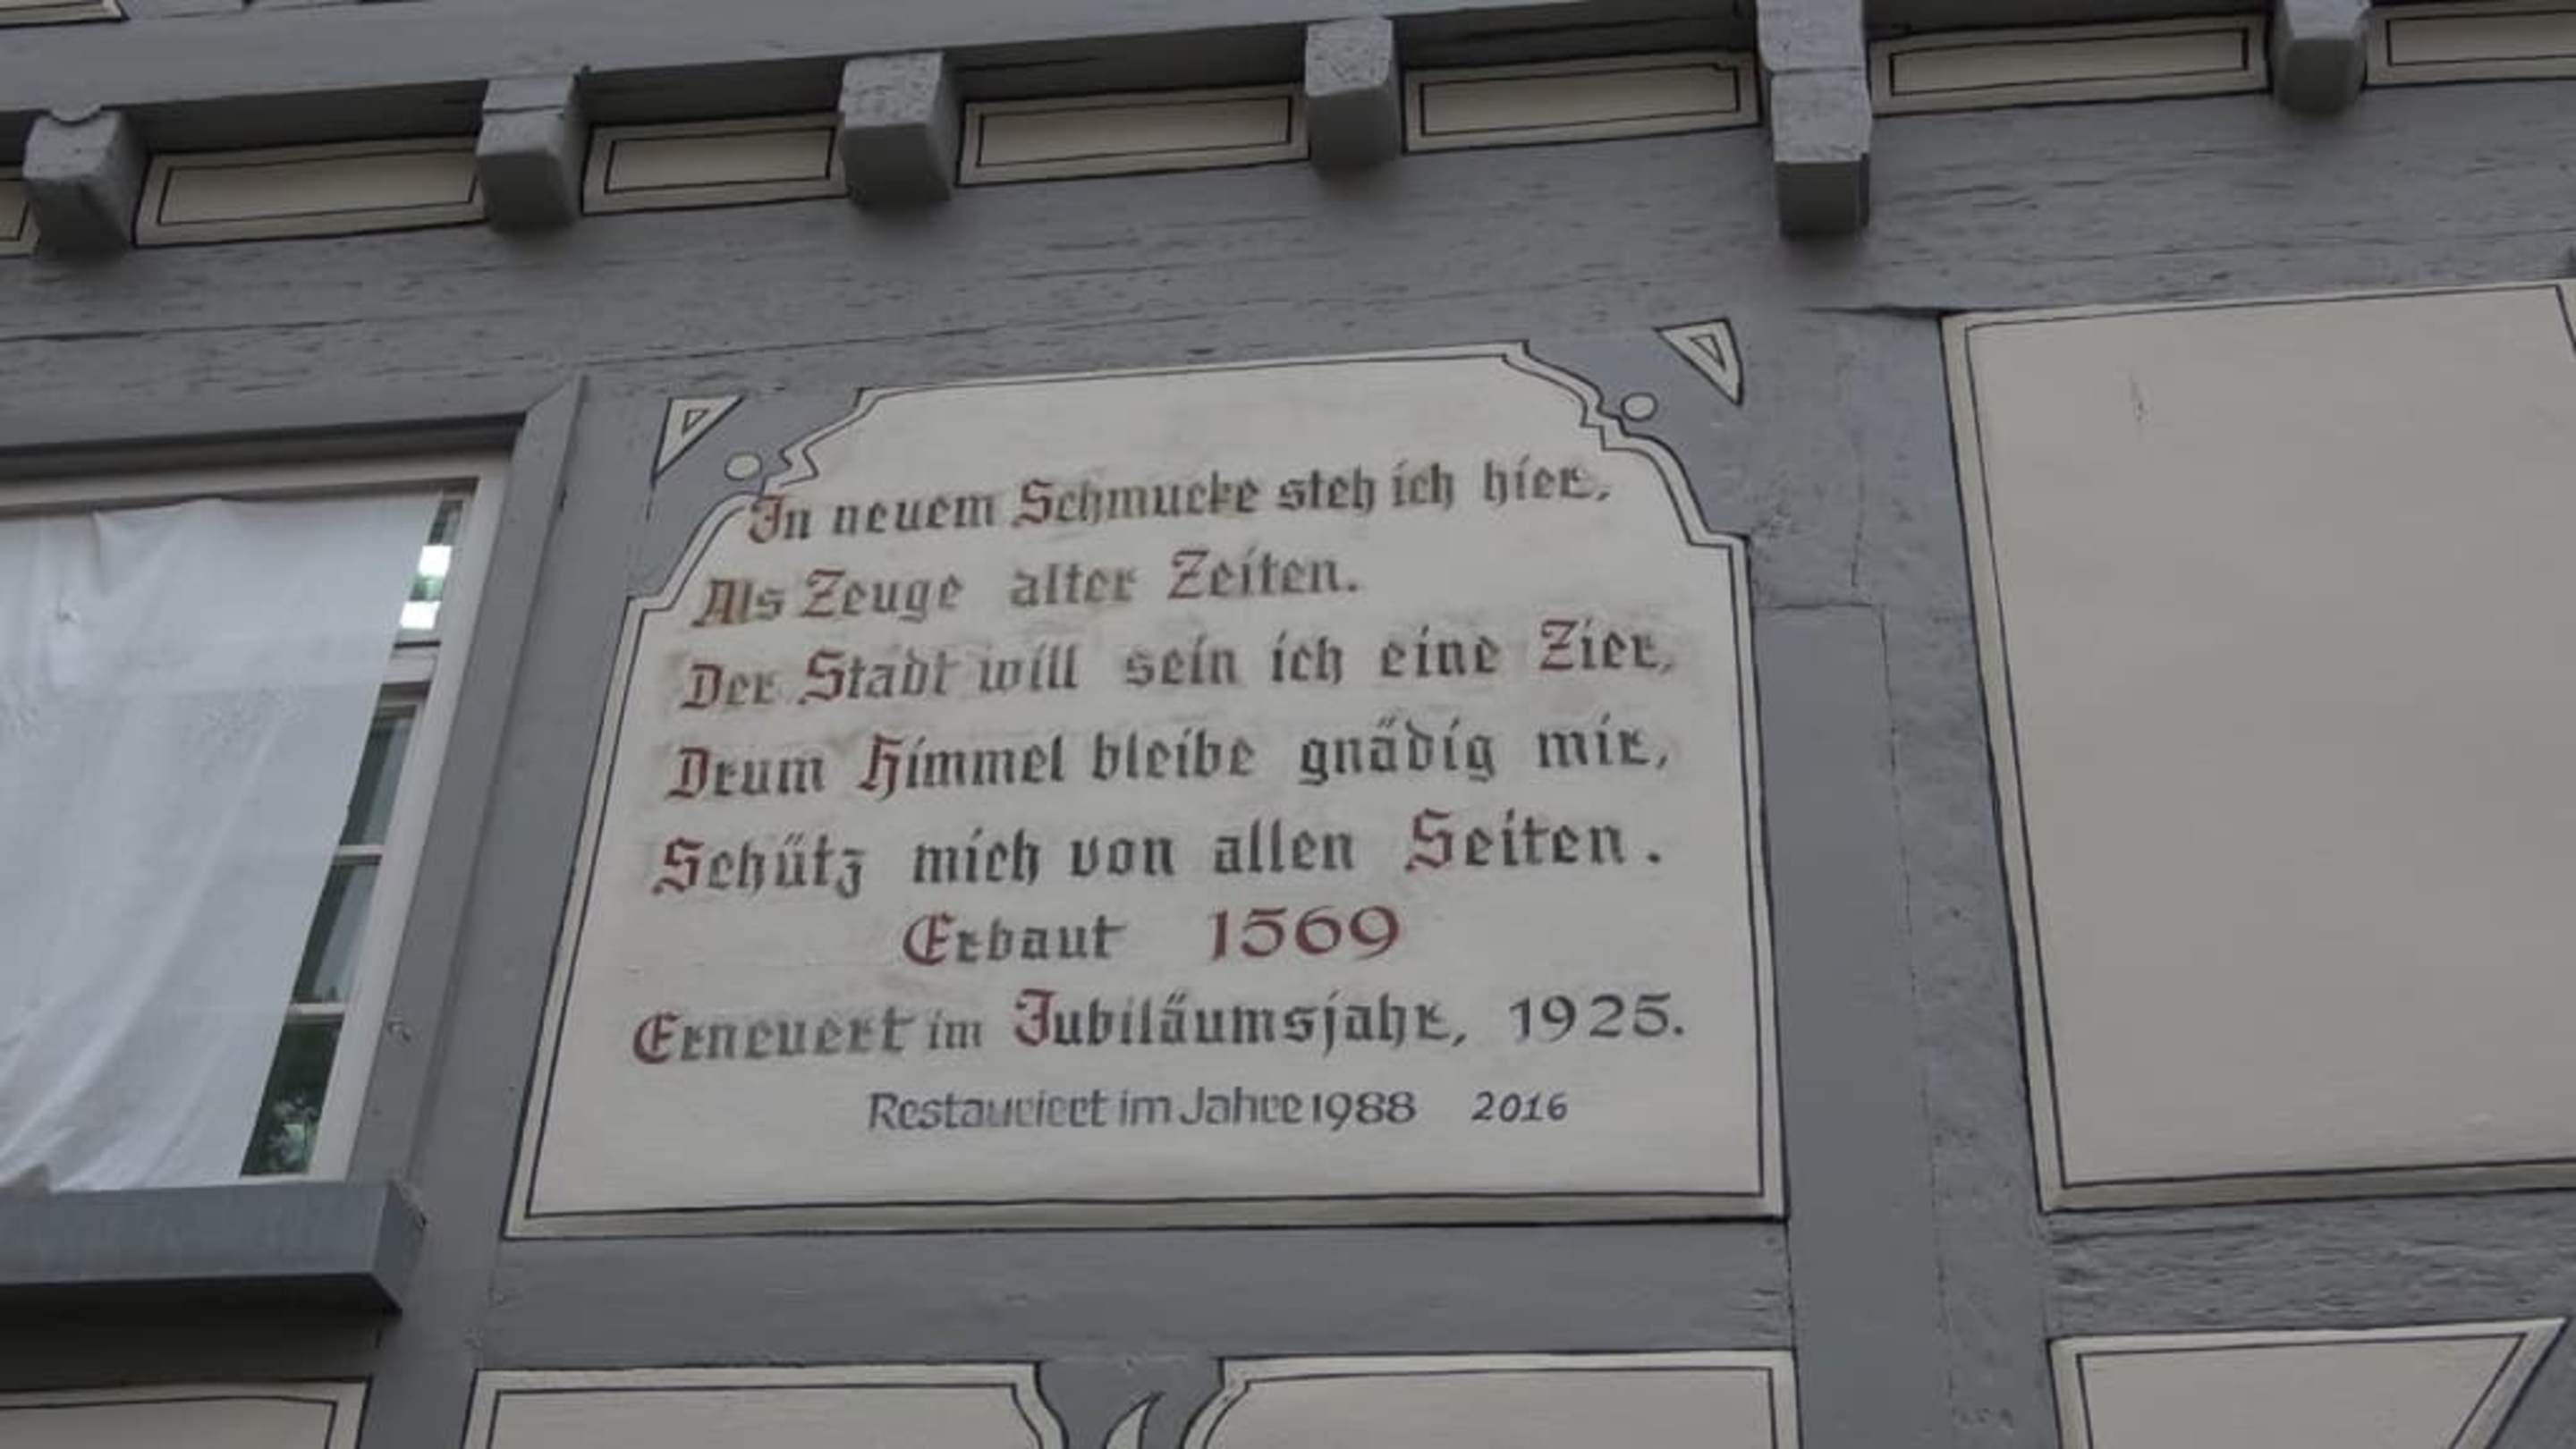 In neuem Schmucke steh ich hier,
Als Zeuge alter Zeiten.
Der Stadt will sein ich eine Zier,
Drum Himmel bleibe gnädig mir,
Schütz mich von allen Seiten.
Erbaut 1569
Erneuert im Jubiläumsjahr, 1925.
Restauriert im Jahre 1988 2016